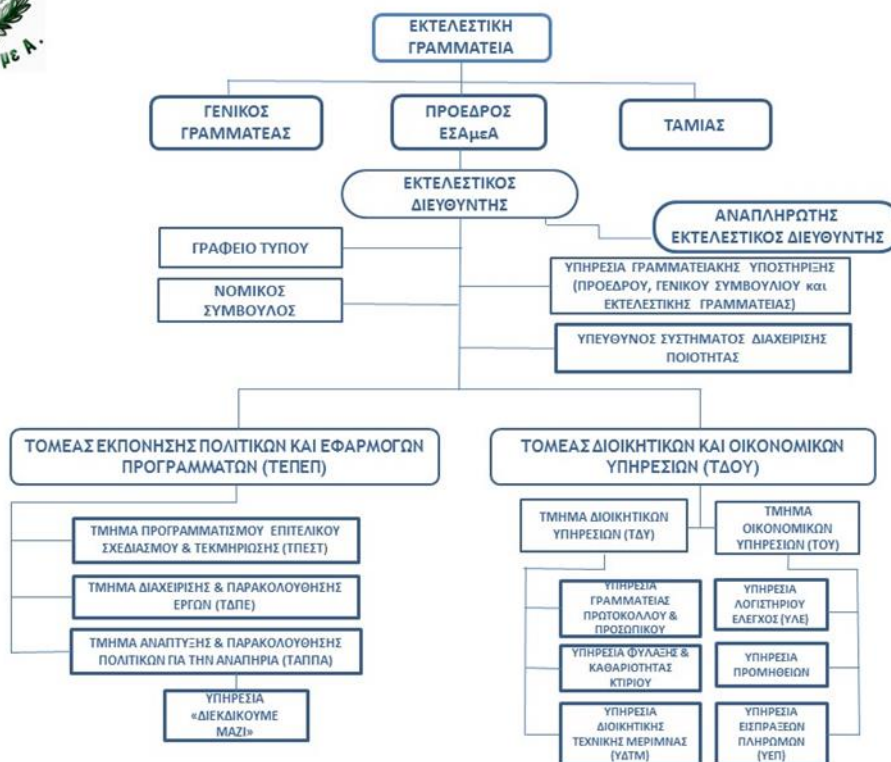 με Α.
ΕΚΤΕΛΕΣΤΙΚΗ
ΓΡΑΜΜΑΤΕΙΑ
ΓΕΝΙΚΟΣ
ΓΡΑΜΜΑΤΕΑΣ
ΠΡΟΕΔΡΟΣ
ΕΣΑμεΑ
ΤΑΜΙΑΣ
ΕΚΤΕΛΕΣΤΙΚΟΣ
ΔΙΕΥΘΥΝΤΗΣ
ΑΝΑΠΛΗΡΩΤΗΣ
ΕΚΤΕΛΕΣΤΙΚΟΣ ΔΙΕΥΘΥΝΤΗΣ
ΓΡΑΦΕΙΟ ΤΥΠΟΥ
ΥΠΗΡΕΣΙΑ ΓΡΑΜΜΑΤΕΙΑΚΗΣ ΥΠΟΣΤΗΡΙΞΗΣ
(ΠΡΟΕΔΡΟΥ, ΓΕΝΙΚΟΥ ΣΥΜΒΟΥΛΙΟΥ και
ΕΚΤΕΛΕΣΤΙΚΗΣ ΓΡΑΜΜΑΤΕΙΑΣ)
ΝΟΜΙΚΟΣ
ΣΥΜΒΟΥΛΟΣ
ΥΠΕΥΘΥΝΟΣ ΣΥΣΤΗΜΑΤΟΣ ΔΙΑΧΕΙΡΙΣΗΣ
ΠΟΙΟΤΗΤΑΣ
ΤΟΜΕΑΣ ΕΚΠΟΝΗΣΗΣ ΠΟΛΙΤΙΚΩΝ ΚΑΙ ΕΦΑΡΜΟΓΩΝ
ΠΡΟΓΡΑΜΜΑΤΩΝ (ΤΕΠΕΠ)
ΤΜΗΜΑ ΠΡΟΓΡΑΜΜΑΤΙΣΜΟΥ ΕΠΙΤΕΛΙΚΟΥ
ΣΧΕΔΙΑΣΜΟΥ & ΤΕΚΜΗΡΙΩΣΗΣ (ΤΠΕΣΤ)
ΤΜΗΜΑ ΔΙΑΧΕΙΡΙΣΗΣ & ΠΑΡΑΚΟΛΟΥΘΗΣΗΣ
ΕΡΓΩΝ (ΤΔΠΕ)
ΤΜΗΜΑ ΑΝΑΠΤΥΞΗΣ & ΠΑΡΑΚΟΛΟΥΘΗΣΗΣ
ΠΟΛΙΤΙΚΩΝ ΓΙΑ ΤΗΝ ΑΝΑΠΗΡΙΑ (ΤΑΠΠΑ)
ΥΠΗΡΕΣΙΑ
«ΔΙΕΚΔΙΚΟΥΜΕ
ΜΑΖΙ»
ΤΟΜΕΑΣ ΔΙΟΙΚΗΤΙΚΩΝ ΚΑΙ ΟΙΚΟΝΟΜΙΚΩΝ
ΥΠΗΡΕΣΙΩΝ (ΤΔΟΥ)
ΤΜΗΜΑ ΔΙΟΙΚΗΤΙΚΩΝ
ΥΠΗΡΕΣΙΩΝ (ΤΔΥ)
ΤΜΗΜΑ
ΟΙΚΟΝΟΜΙΚΩΝ
ΥΠΗΡΕΣΙΩΝ (ΤΟΥ)
ΥΠΗΡΕΣΙΑ
ΓΡΑΜΜΑΤΕΙΑΣ
ΠΡΩΤΟΚΟΛΛΟΥ &
ΠΡΟΣΩΠΙΚΟΥ
ΥΠΗΡΕΣΙΑ
ΛΟΓΙΣΤΗΡΙΟΥ
ΕΛΕΓΧΟΣ (ΥΛΕ)
ΥΠΗΡΕΣΙΑ ΦΥΛΑΞΗΣ &
ΚΑΘΑΡΙΟΤΗΤΑΣ
ΚΤΙΡΙΟΥ
ΥΠΗΡΕΣΙΑ
ΠΡΟΜΗΘΕΙΩΝ
ΥΠΗΡΕΣΙΑ
ΔΙΟΙΚΗΤΙΚΗΣ
ΤΕΧΝΙΚΗΣ ΜΕΡΙΜΝΑΣ
(ΥΔΤΜ)
ΥΠΗΡΕΣΙΑ
ΕΙΣΠΡΑΞΕΩΝ
ΠΛΗΡΩΜΩΝ
(ΥΕΠ)